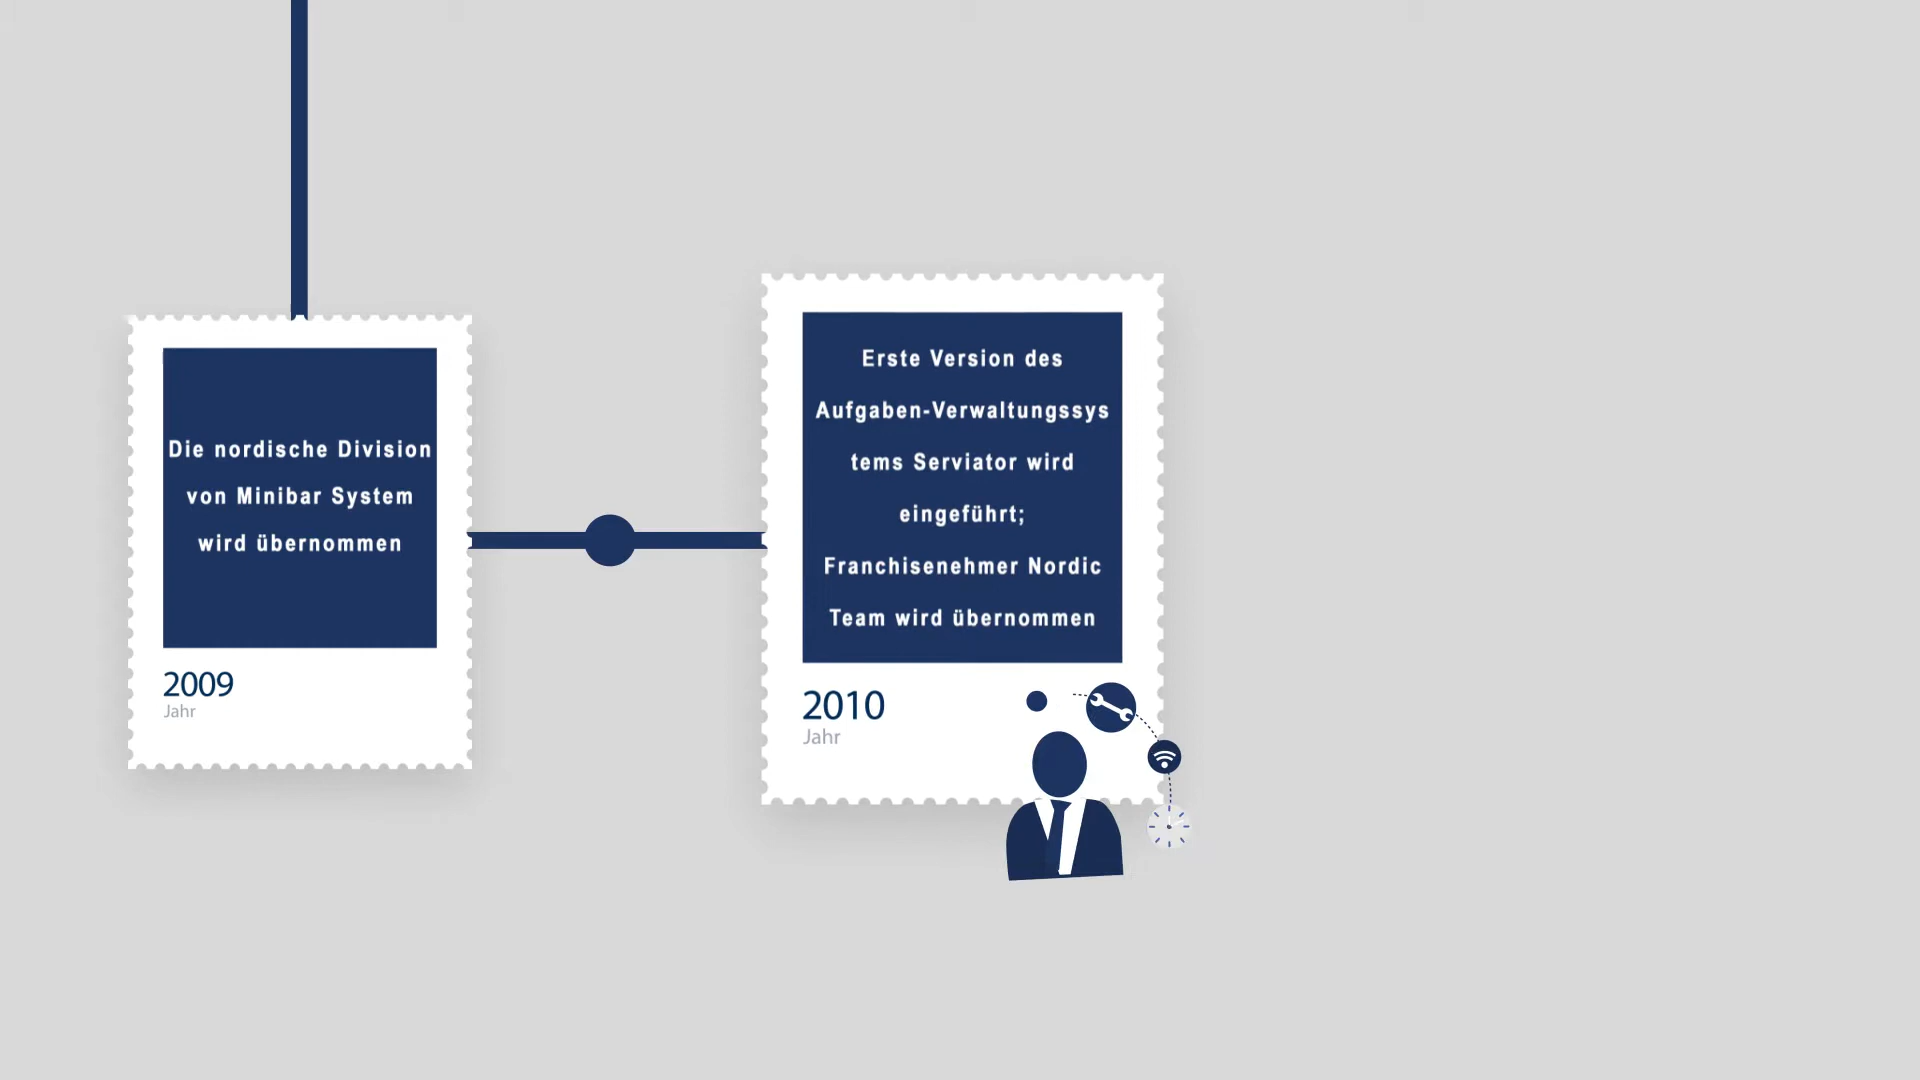 Die nordische Division
von Minibar System
wird übernommen
2009
Jahr
Erste Version des
Aufgaben-Verwaltungssys
tems Serviator wird
eingeführt;
Franchisenehmer Nordic
Team wird übernommen
2010
Jahr